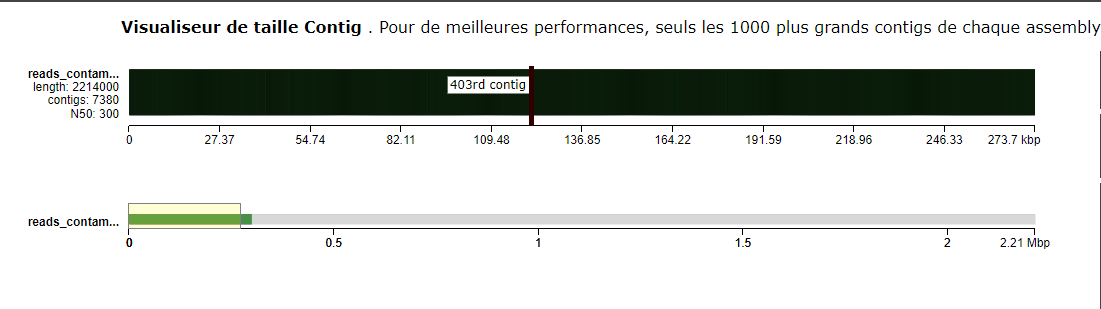 Visualiseur de taille Contig . Pour de meilleures performances, seuls les 1000 plus grands contigs de chaque assembly
reads_contam...
length: 2214000
contigs: 7380
N50: 300
403rd contig
0 27.37 54.74 82.11 109.48 136.85 164.22 191.59 218.96 246.33 273.7 kbp
reads_contam...
0 0.5 1 1.5 2 2.21 Mbp